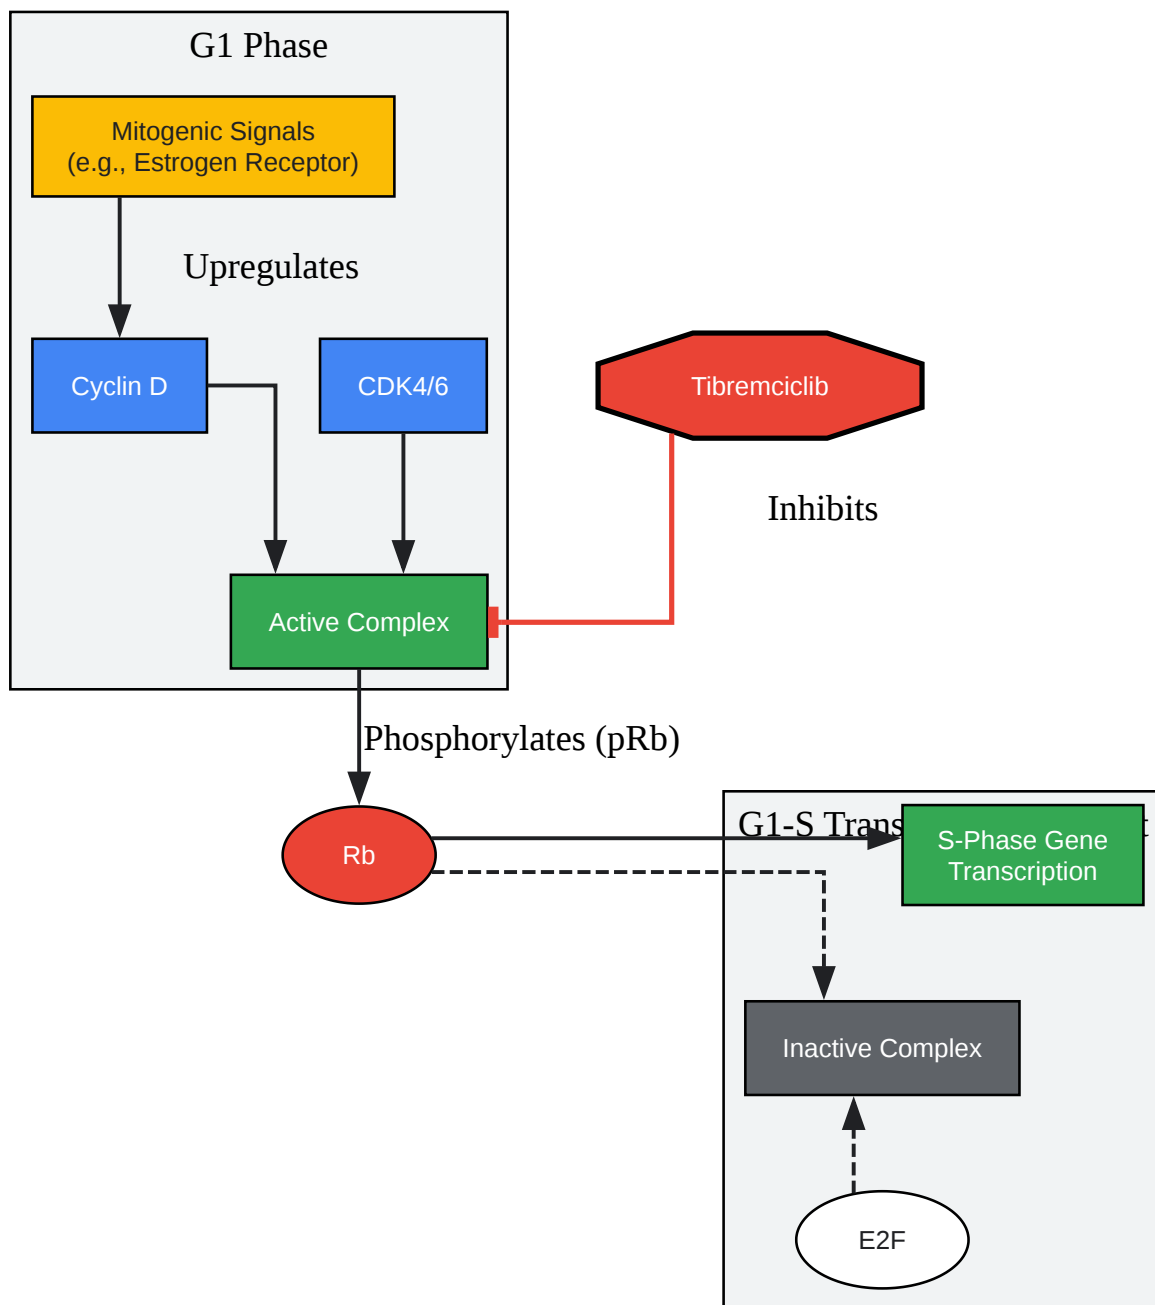 G1 Phase
Mitogenic Signals
(e.g., Estrogen Receptor)
Upregulates
Cyclin D
CDK4/6
Tibremciclib
Inhibits
Active Complex
Phosphorylates (pRb)
G1-S
S-Phase Gene
Transcription
Rb
Inactive Complex
E2F